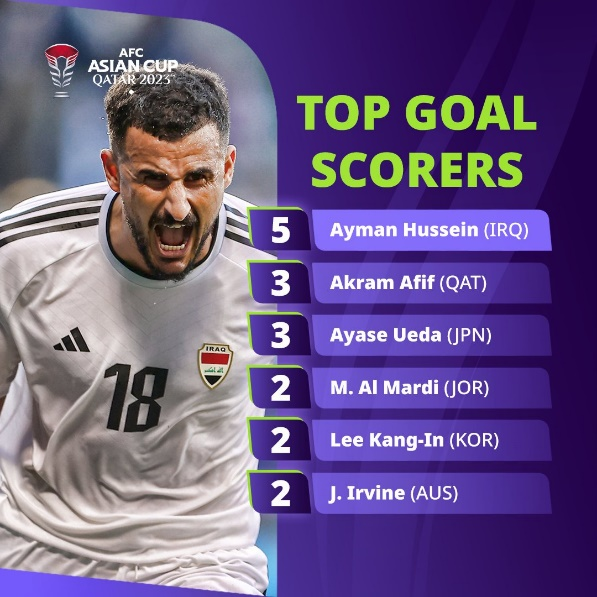 AFC
ASIAN CUP
QATAR 2023
TOP GOAL
SCORERS
5 Ayman Hussein (IRQ)
3 Akram Afif (QAT)
3 Ayase Ueda (JPN)
2 M. Al Mardi (JOR)
2 Lee Kang-In (KOR)
2 J. Irvine (AUS)
IRAQ
18